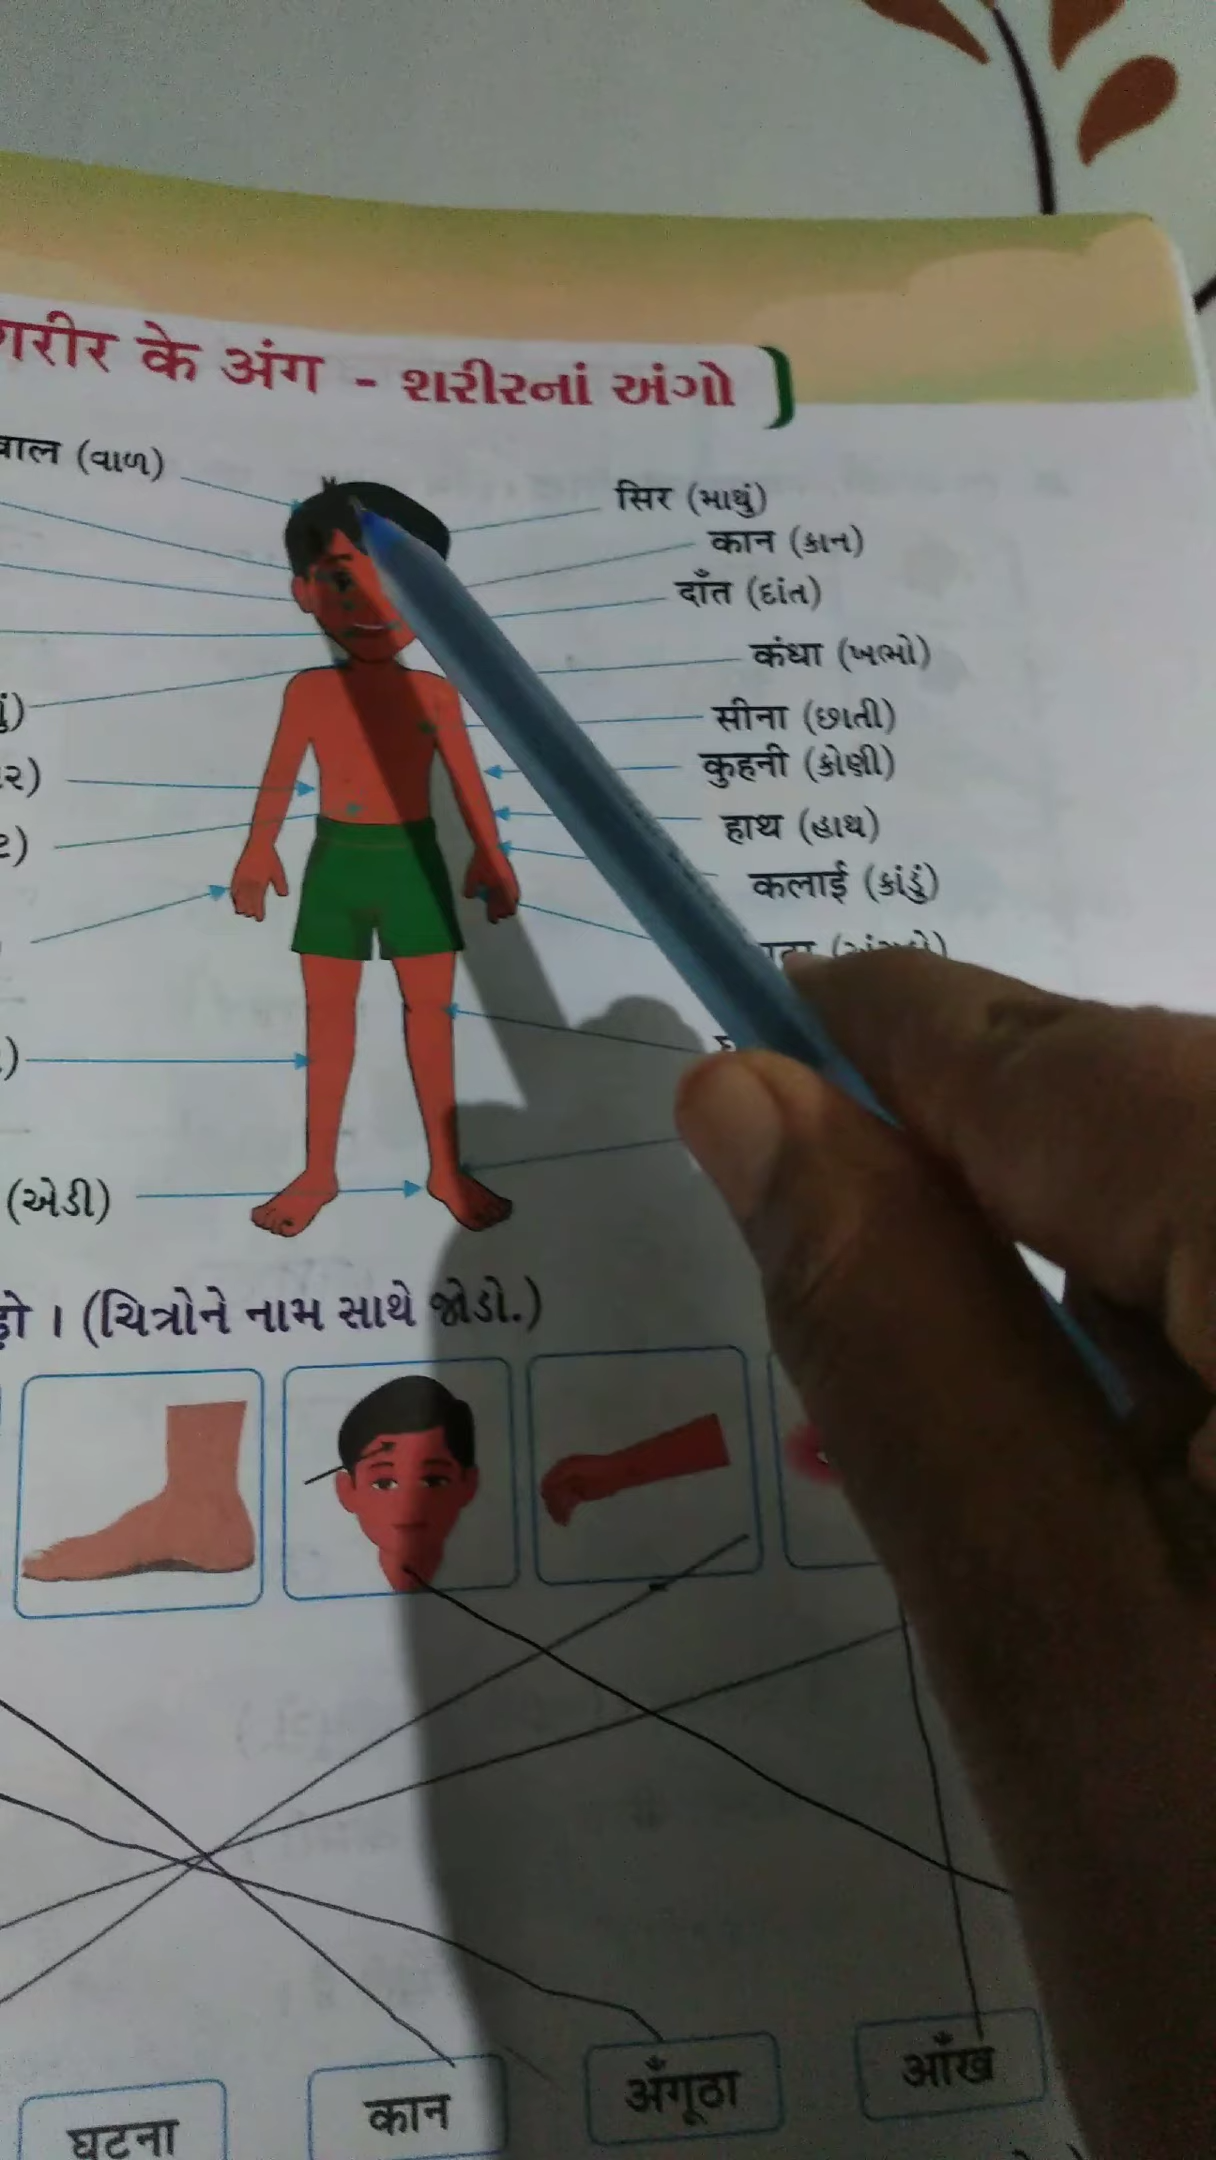 के अंग - શરીરનાં અંગો
(વાળ)
सिर (માથું)
कान (કાન)
दाँत (દાંત)
कंधा (ખભો)
सीना (છાતી)
कुहनी (કોણી)
हाथ (હાથ)
कलाई (કાંડું)
(એડી)
(ચિત્રોને નામ સાથે જોડો.)
घटना
कान
अँगूठा
आँख